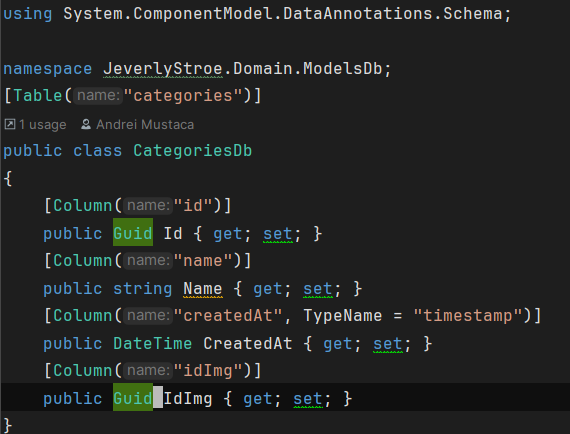 using System.ComponentModel.DataAnnotations.Schema;
namespace JeverlyStroe.Domain.ModelsDb;
[Table(name:"categories")]
1 usage Andrei Mustaca
public class CategoriesDb
{
[Column(name:"id")]
public Guid Id { get; set; }
[Column(name:"name")]
public string Name { get; set; }
[Column(name:"createdAt", TypeName = "timestamp")]
public DateTime CreatedAt { get; set; }
[Column(name:"idImg")]
public Guid IdImg { get; set; }
}